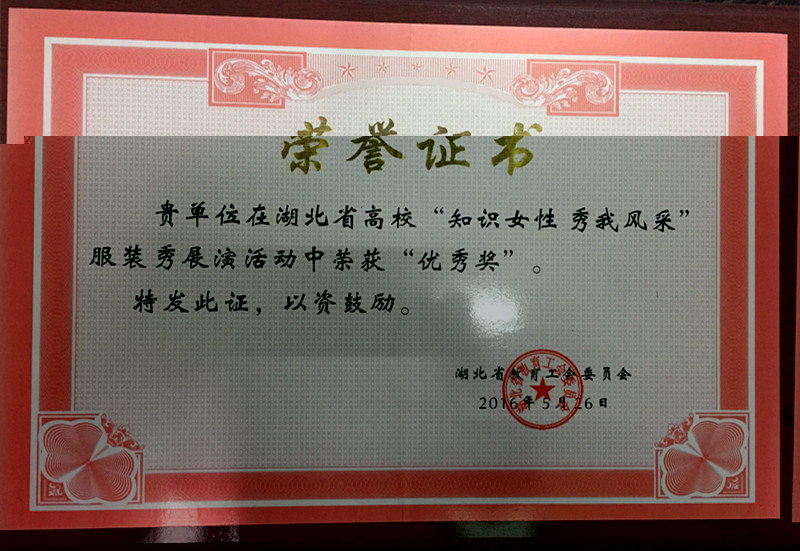 荣誉证书
贵单位在湖北省高校“知识女性 秀我风采”
服装秀展演活动中荣获“优秀奖”。
特发此证，以资鼓励。
湖北省教育工会委员会
2016年5月26日